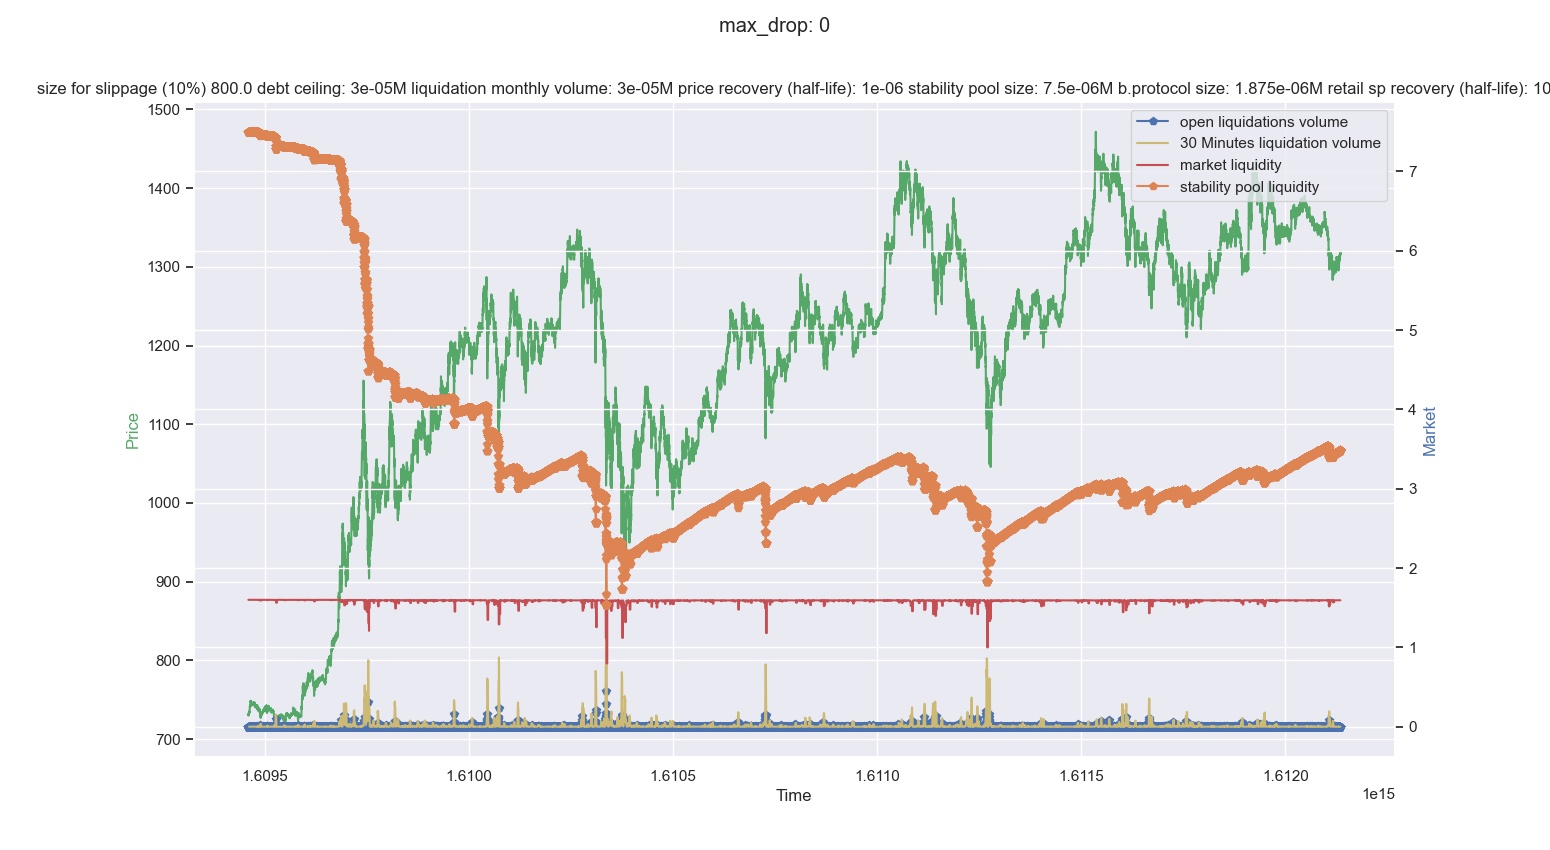 max_drop: 0
size for slippage (10%) 800.0 debt ceiling: 3e-05M liquidation monthly volume: 3e-05M price recovery (half-life): 1e-06 stability pool size: 7.5e-06M b.protocol size: 1.875e-06M retail sp recovery (half-life): 10
open liquidations volume
30 Minutes liquidation volume
market liquidity
stability pool liquidity
1500
1400
1300
1200
1100
1000
900
800
700
Price
7
6
5
4
3
2
1
0
Market
1.6095
1.6100
1.6105
1.6110
1.6115
1.6120
Time
1e15